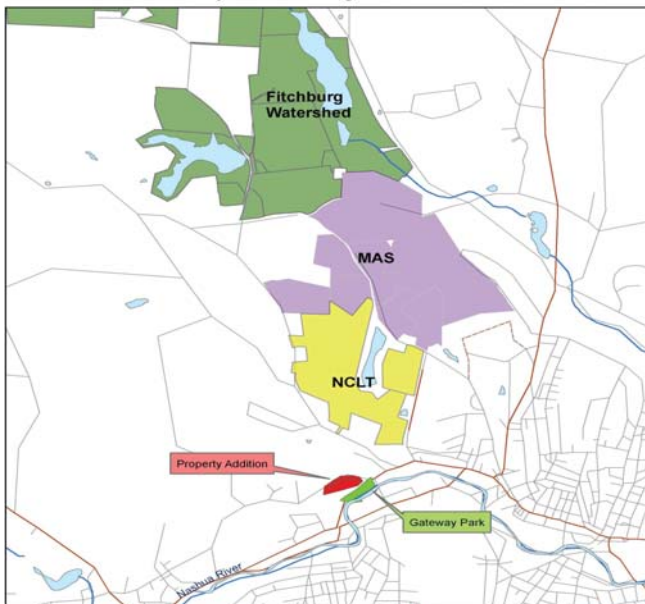 Fitchburg
Watershed
MAS
NCLT
Property Addition
Gateway Park
Nashua River